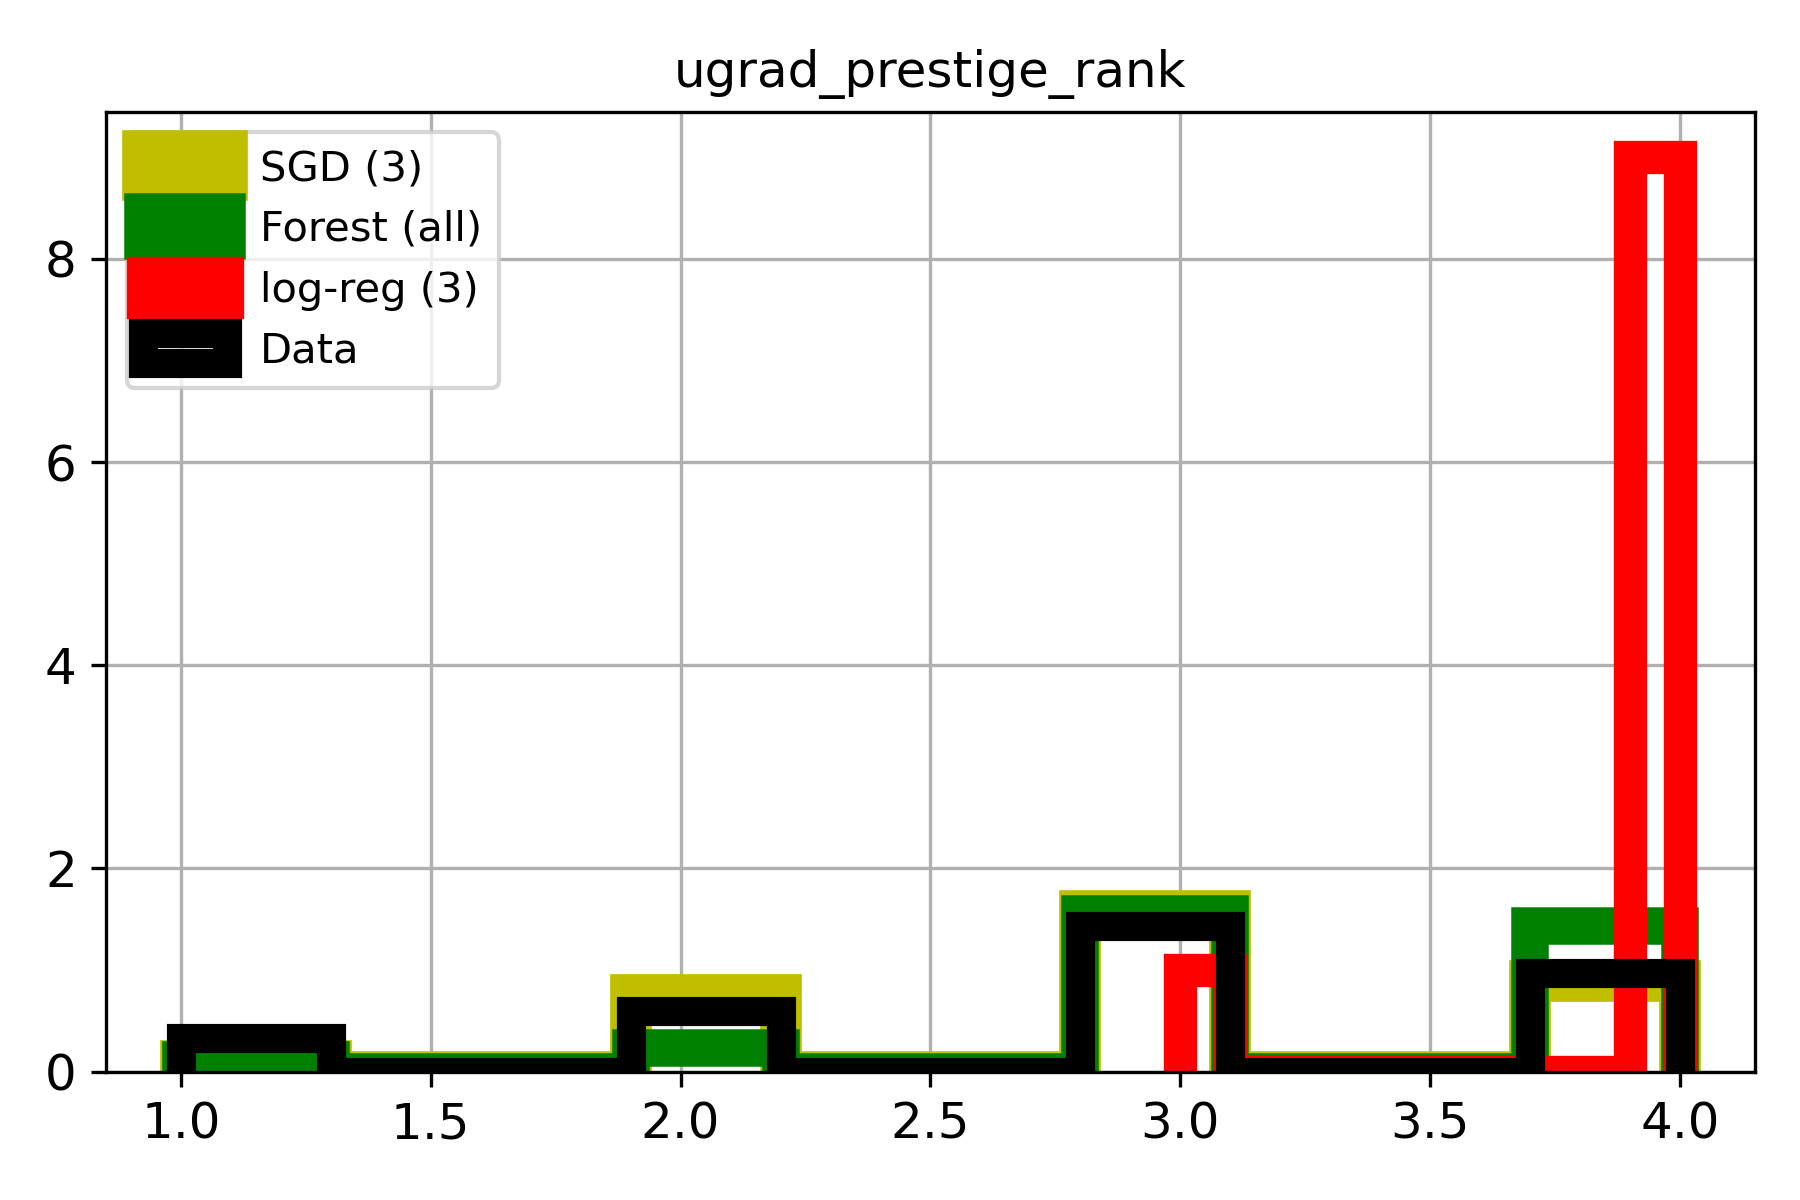 ugrad_prestige_rank
SGD (3)
Forest (all)
log-reg (3)
Data
8
6
4
2
0
1.0 1.5 2.0 2.5 3.0 3.5 4.0